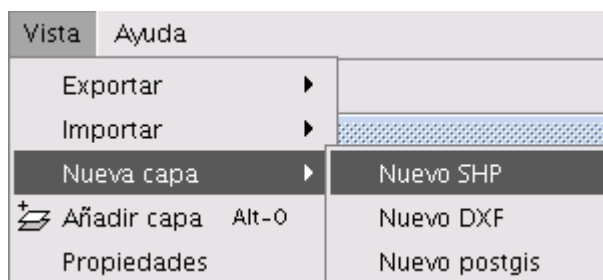 Vista Ayuda
Exportar
Importar
Nueva capa Nuevo SHP
Añadir capa Alt-O Nuevo DXF
Propiedades Nuevo postgis